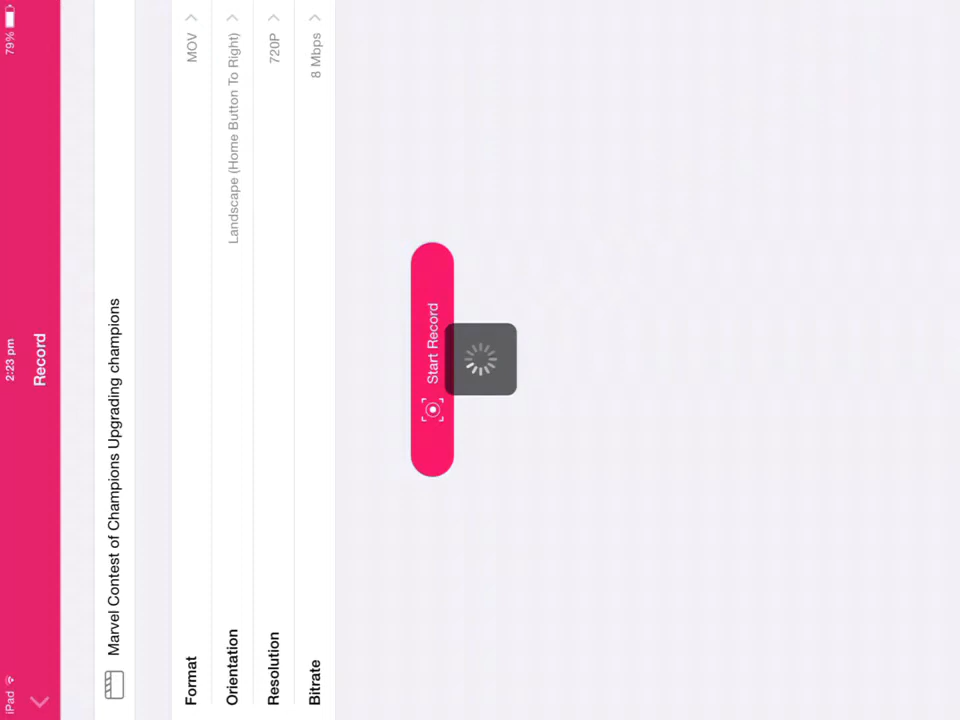 iPad 2:23 pm 79%
Record
Marvel Contest of Champions Upgrading champions
Format MOV
Orientation Landscape (Home Button To Right)
Resolution 720P
Bitrate 8 Mbps
Start Record